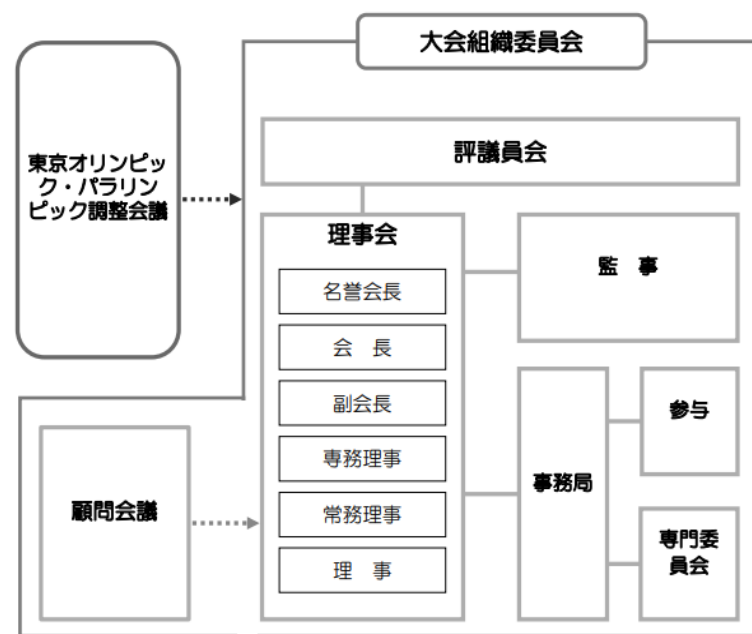 大会組織委員会
東京オリンピッ
ク・パラリン
ピック調整会議
評議員会
理事会
名誉会長
会　長
副会長
専務理事
常務理事
理　事
監　事
顧問会議
事務局
参与
専門委
員会